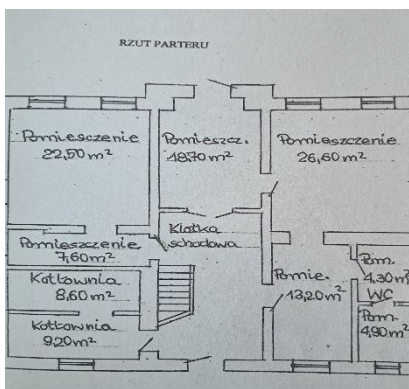 RZUT PARTERU
Pomiesczenie
22,50 m²
Pomieszcz.
18,70 m²
Pomieszczenie
26,60 m²
Klatka
schodowa
Pomieszczenie
7,60 m²
Kotłownia
8,60 m²
Kotłownia
9,20 m²
Pomie.
13,20 m²
Pom.
4,30 m²
WC
Pom.
4,90 m²